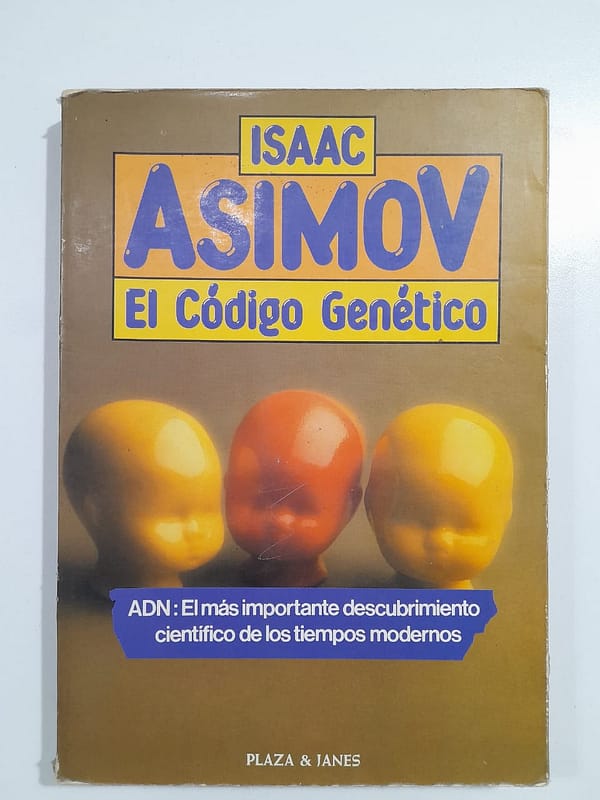 ISAAC
ASIMOV
El Código Genético
ADN: El más importante descubrimiento
científico de los tiempos modernos
PLAZA & JANES